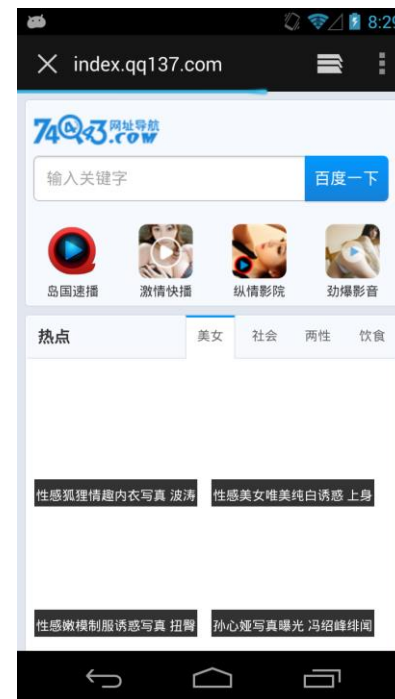 8:29
index.qq137.com
74@43.com 网址导航
输入关键字 百度一下
岛国速播 激情快播 纵情影院 劲爆影音
热点 美女 社会 两性 饮食
性感狐狸情趣内衣写真 波涛 性感美女唯美纯白诱惑 上身
性感嫩模制服诱惑写真 扭臀 孙心娅写真曝光 冯绍峰绯闻